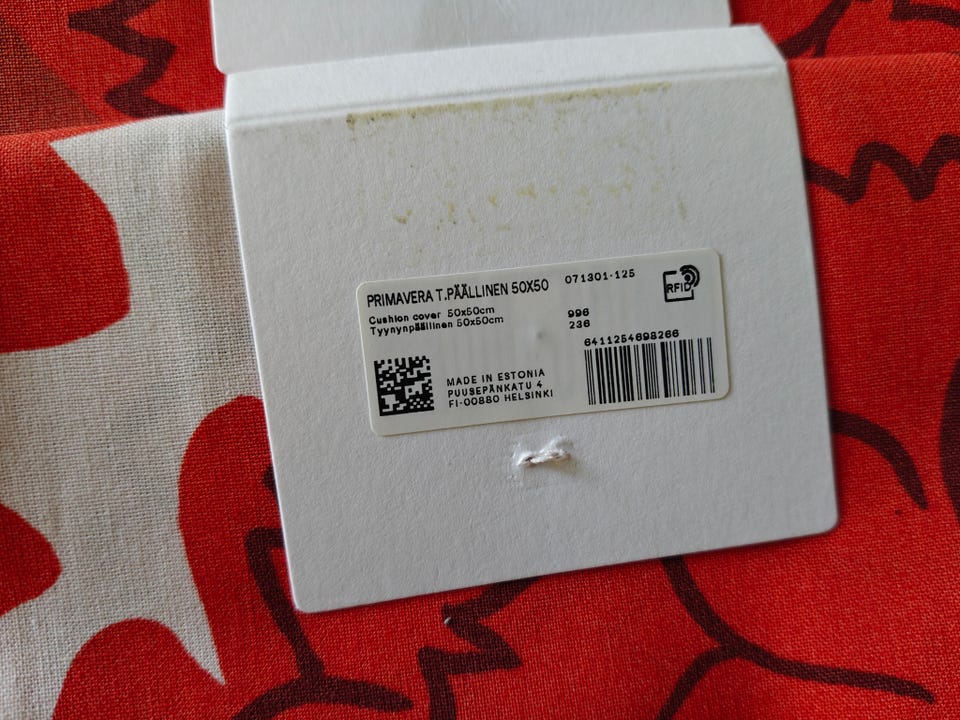 PRIMAVERA T.PÄÄLLINEN 50X50
071301-125
RFID
Cushion cover 50x50cm
Tyynynpäällinen 50x50cm
996
236
6411254698266
MADE IN ESTONIA
PUUSEPÄNKATU 4
FI-00880 HELSINKI